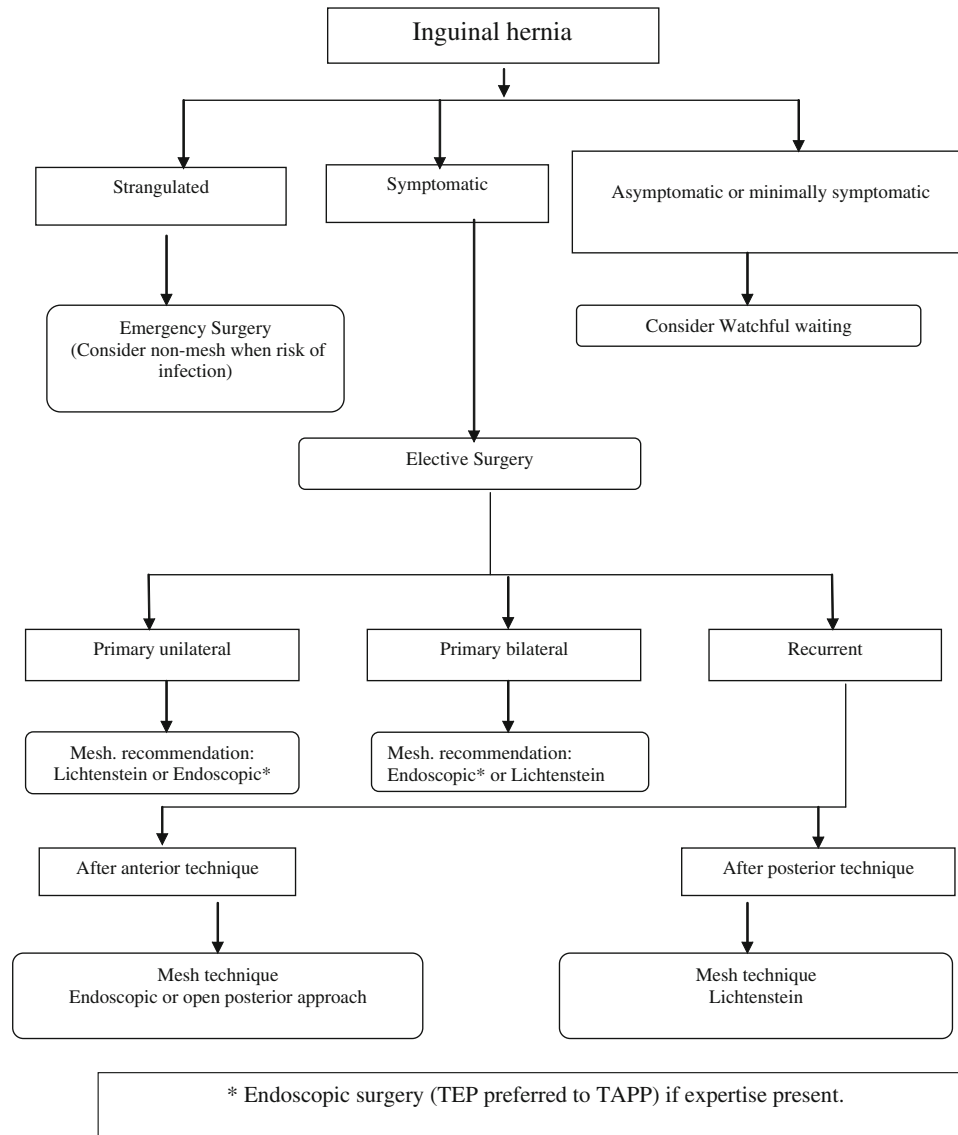 Inguinal hernia
Strangulated
Symptomatic
Asymptomatic or minimally symptomatic
Emergency Surgery
(Consider non-mesh when risk of
infection)
Consider Watchful waiting
Elective Surgery
Primary unilateral
Primary bilateral
Recurrent
Mesh. recommendation:
Lichtenstein or Endoscopic*
Mesh. recommendation:
Endoscopic* or Lichtenstein
After anterior technique
After posterior technique
Mesh technique
Endoscopic or open posterior approach
Mesh technique
Lichtenstein
* Endoscopic surgery (TEP preferred to TAPP) if expertise present.